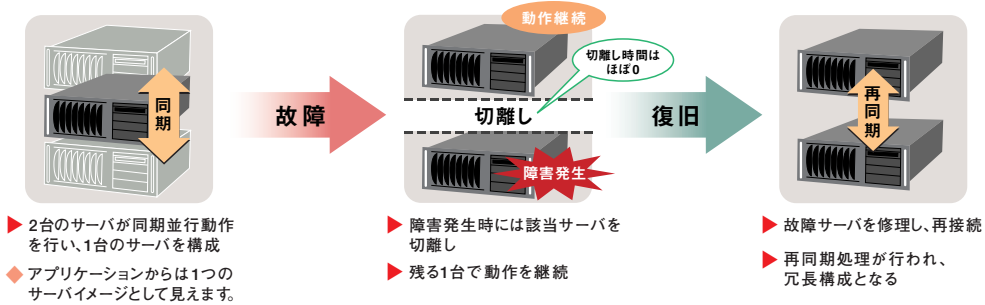 同期
故障
動作継続
切離し時間は
ほぼ0
切離し
障害発生
復旧
再同期
▶ 2台のサーバが同期並行動作
を行い、1台のサーバを構成
◆ アプリケーションからは1つの
サーバイメージとして見えます。
▶ 障害発生時には該当サーバを
切離し
▶ 残る1台で動作を継続
▶ 故障サーバを修理し、再接続
▶ 再同期処理が行われ、
冗長構成となる